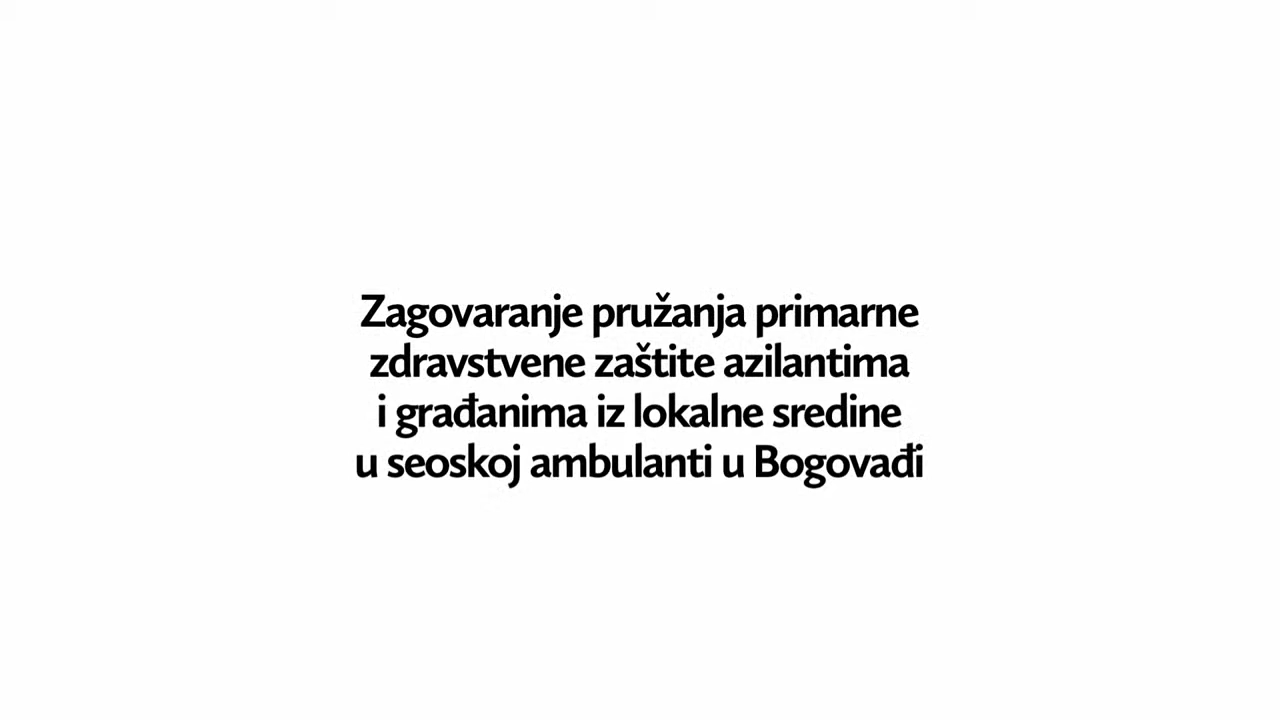 Zagovaranje pružanja primarne
zdravstvene zaštite azilantima
i građanima iz lokalne sredine
u seoskoj ambulanti u Bogovađi